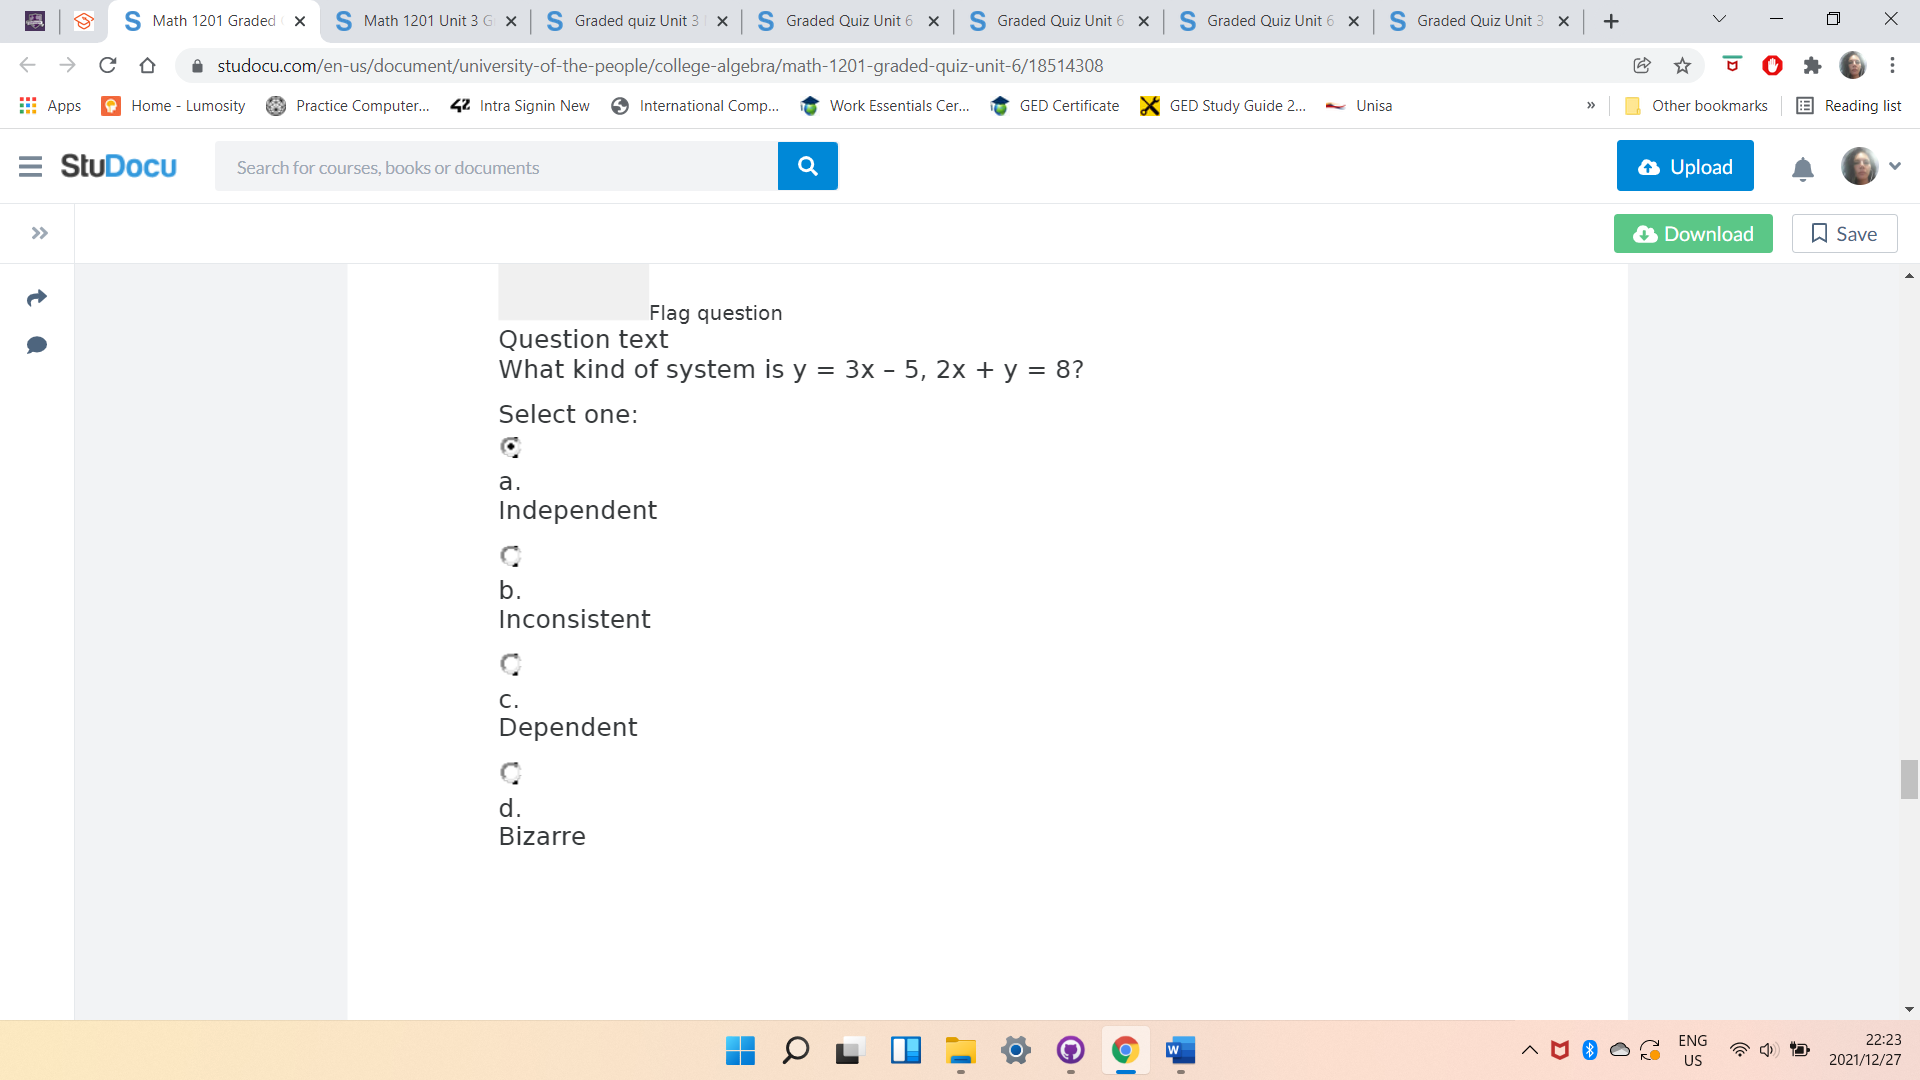 Math 1201 Graded
Math 1201 Unit 3 G
Graded quiz Unit 3
Graded Quiz Unit 6
Graded Quiz Unit 6
Graded Quiz Unit 6
Graded Quiz Unit 3
studocu.com/en-us/document/university-of-the-people/college-algebra/math-1201-graded-quiz-unit-6/18514308
Apps
Home - Lumosity
Practice Computer...
Intra Signin New
International Comp...
Work Essentials Cer...
GED Certificate
GED Study Guide 2...
Unisa
»
Other bookmarks
Reading list
StuDocu
Search for courses, books or documents
Upload
Download
Save
Flag question
Question text
What kind of system is y = 3x – 5, 2x + y = 8?
Select one:
a.
Independent
b.
Inconsistent
c.
Dependent
d.
Bizarre
ENG
US
22:23
2021/12/27